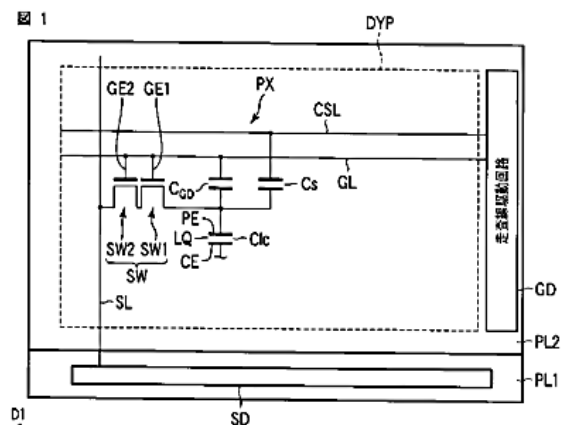 図 1
DYP
GE2 GE1
PX
CSL
CGD
Cs
GL
走査線駆動回路
PE
LQ
Clc
CE
SW2 SW1
SW
SL
GD
PL2
PL1
SD
D1